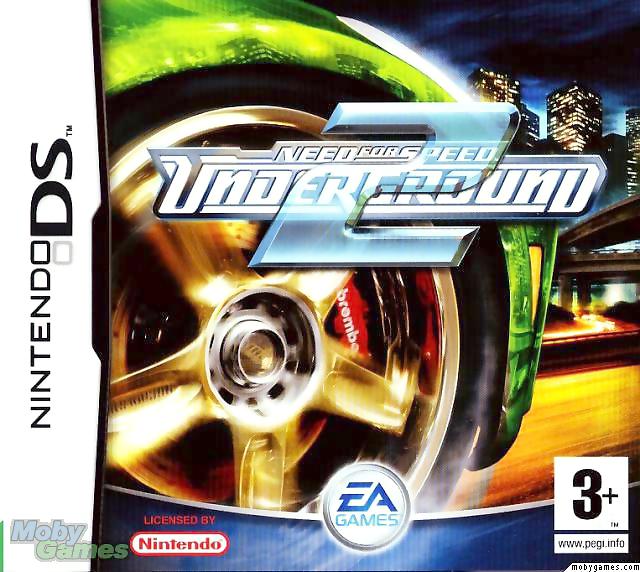 NINTENDO DS™
NEED FOR SPEED
UNDERGROUND
2
brembo
EA
GAMES
LICENSED BY
Nintendo
3+
™
www.pegi.info
Moby
Games
mobygames.com